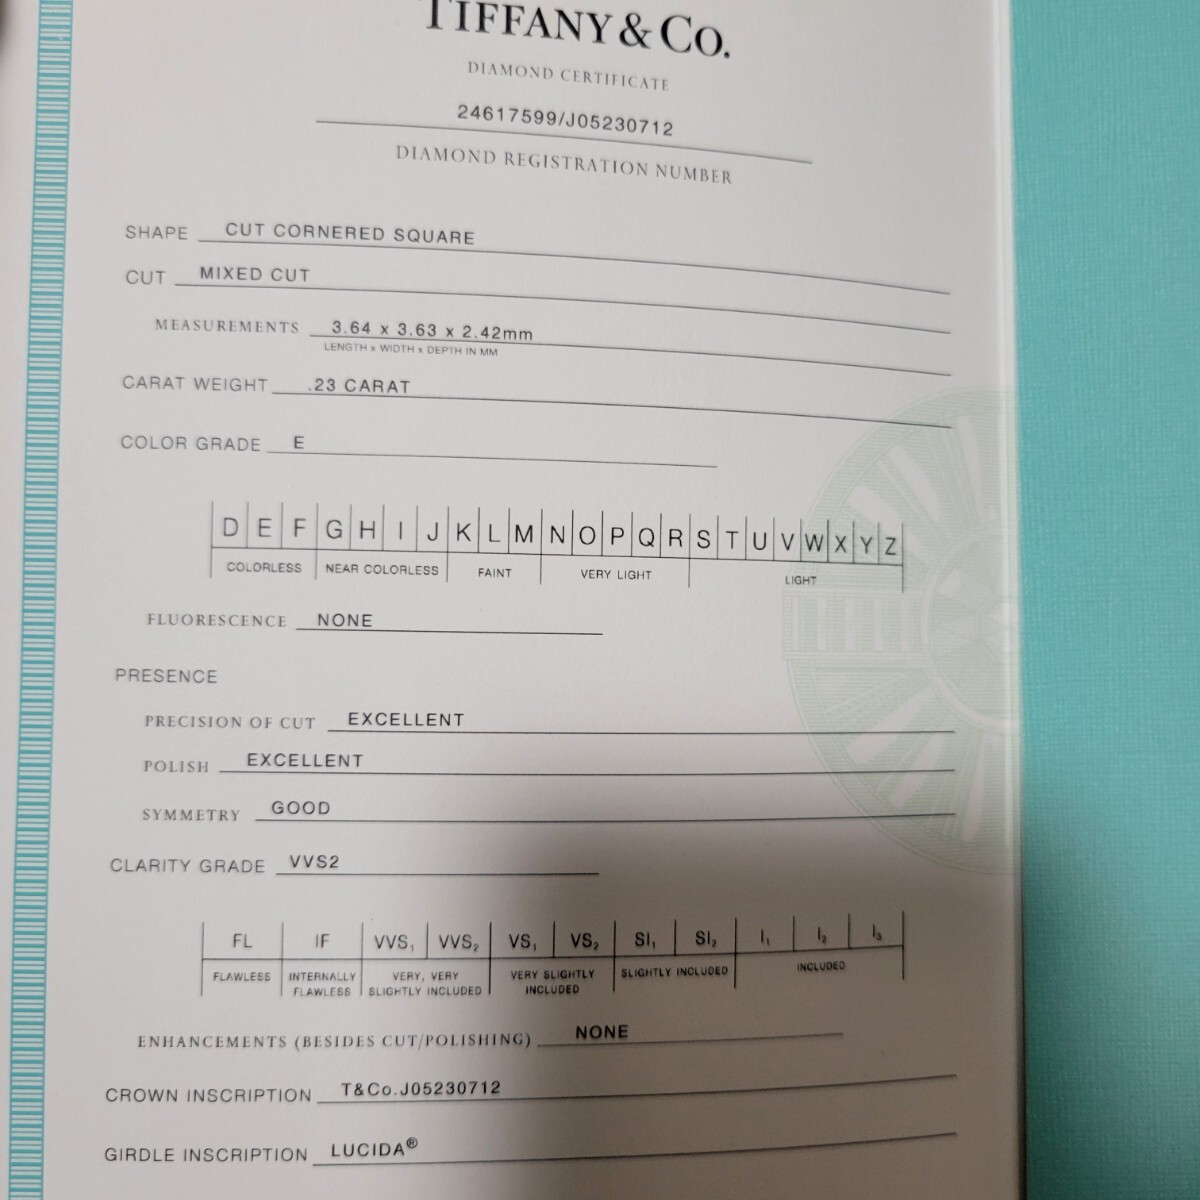 TIFFANY & CO.
DIAMOND CERTIFICATE
24617599/J05230712
DIAMOND REGISTRATION NUMBER
SHAPE CUT CORNERED SQUARE
CUT MIXED CUT
MEASUREMENTS 3.64 x 3.63 x 2.42mm
LENGTH x WIDTH x DEPTH IN MM
CARAT WEIGHT .23 CARAT
COLOR GRADE E
D E F G H I J K L M N O P Q R S T U V W X Y Z
COLORLESS NEAR COLORLESS FAINT VERY LIGHT LIGHT
FLUORESCENCE NONE
PRESENCE
PRECISION OF CUT EXCELLENT
POLISH EXCELLENT
SYMMETRY GOOD
CLARITY GRADE VVS2
FL IF VVS₁ VVS₂ VS₁ VS₂ SI₁ SI₂ I₁ I₂ I₃
FLAWLESS INTERNALLY VERY, VERY VERY SLIGHTLY SLIGHTLY INCLUDED INCLUDED
FLAWLESS SLIGHTLY INCLUDED INCLUDED
ENHANCEMENTS (BESIDES CUT/POLISHING) NONE
CROWN INSCRIPTION T&Co.J05230712
GIRDLE INSCRIPTION LUCIDA®